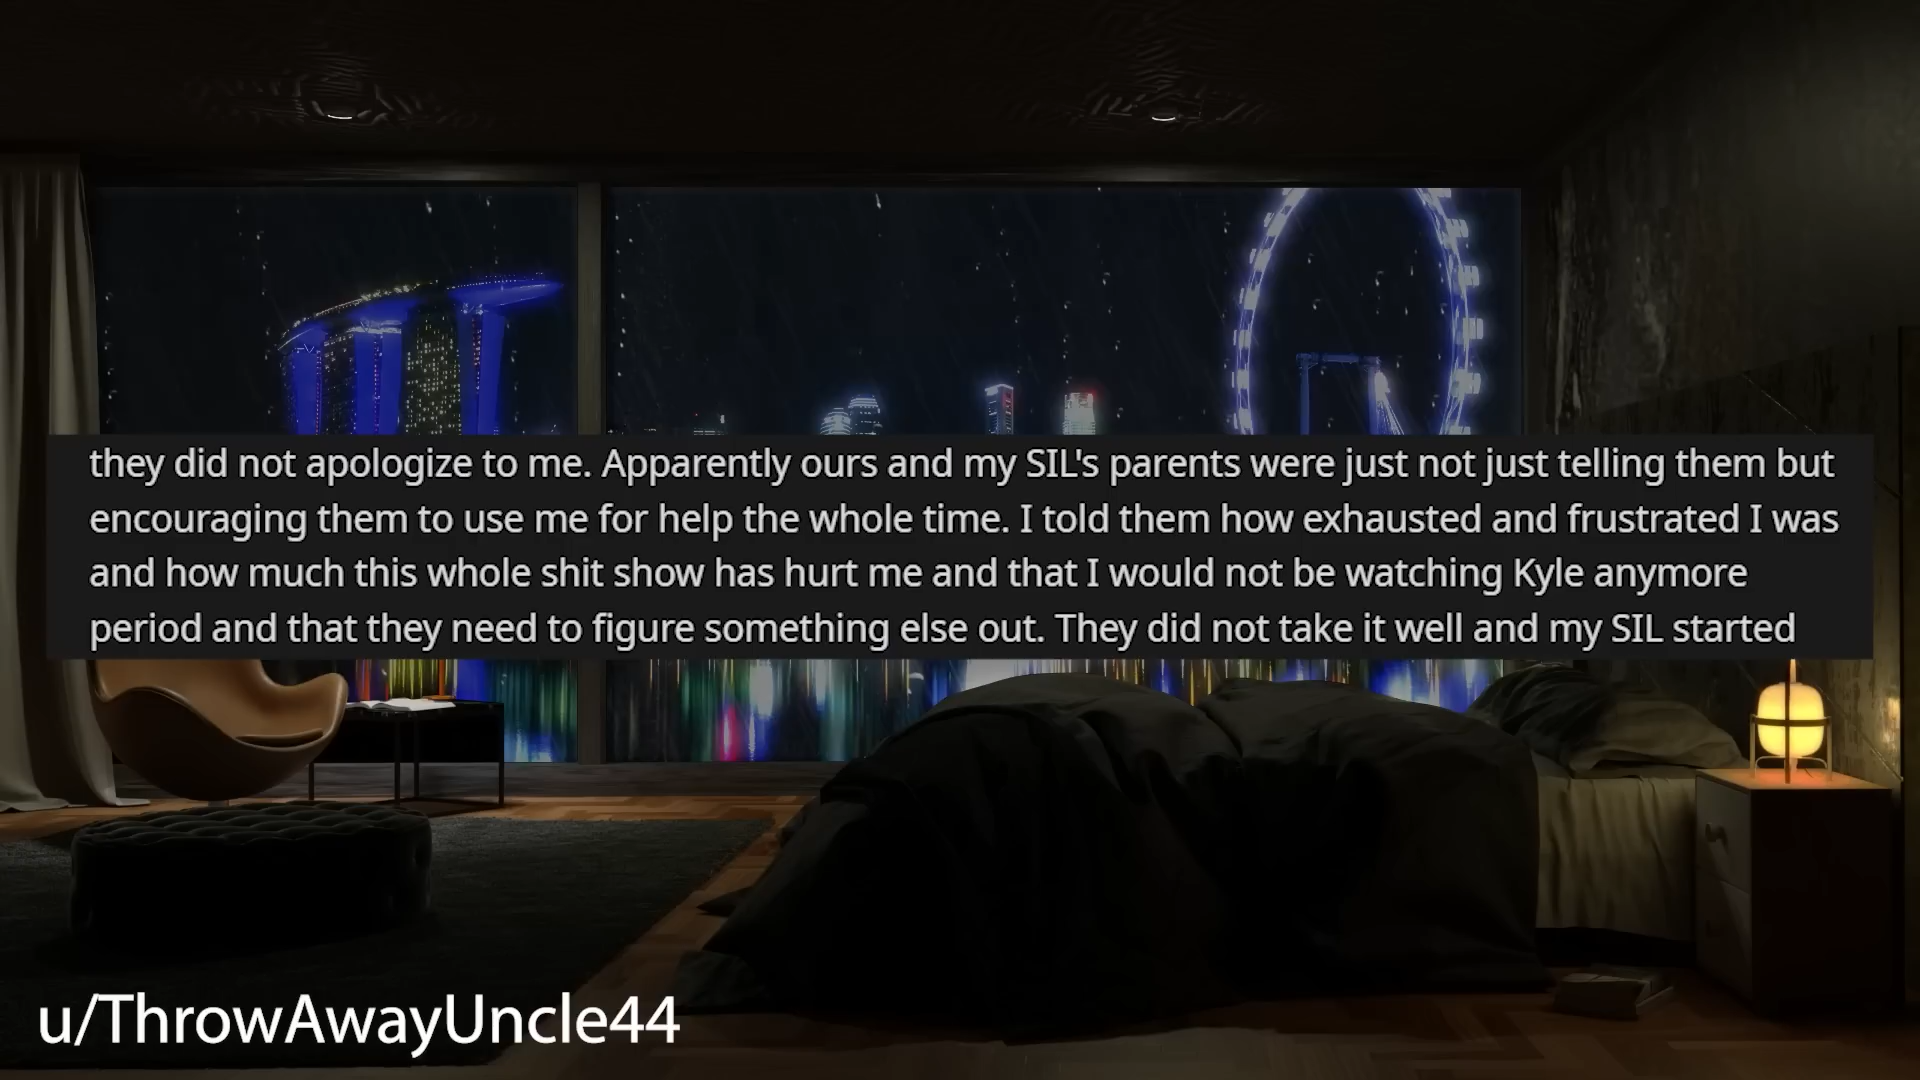 they did not apologize to me. Apparently ours and my SIL's parents were just not just telling them but
encouraging them to use me for help the whole time. I told them how exhausted and frustrated I was
and how much this whole shit show has hurt me and that I would not be watching Kyle anymore
period and that they need to figure something else out. They did not take it well and my SIL started
u/ThrowAwayUncle44